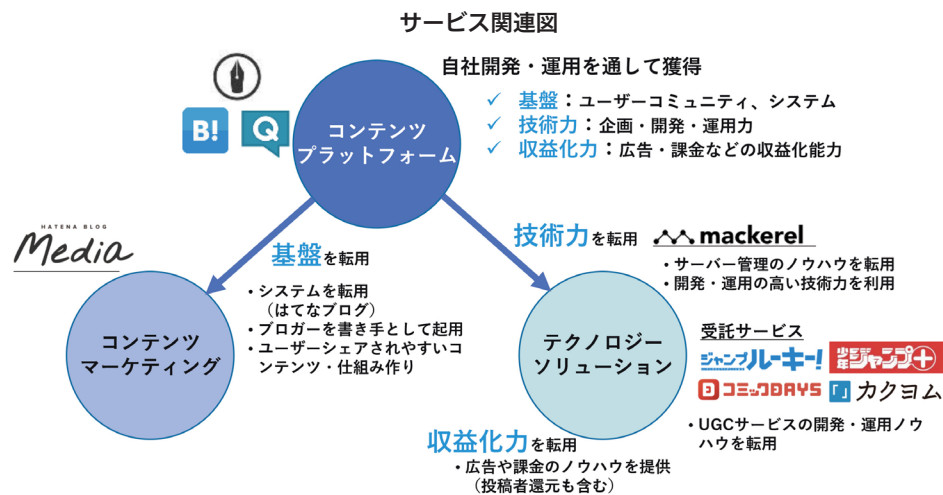 サービス関連図
自社開発・運用を通して獲得
✓ 基盤：ユーザーコミュニティ、システム
✓ 技術力：企画・開発・運用力
✓ 収益化力：広告・課金などの収益化能力
B!
Q
コンテンツ
プラットフォーム
HATENA BLOG
Media
基盤を転用
・システムを転用
（はてなブログ）
・ブロガーを書き手として起用
・ユーザーシェアされやすいコ
ンテンツ・仕組み作り
コンテンツ
マーケティング
技術力を転用
mackerel
・サーバー管理のノウハウを転用
・開発・運用の高い技術力を利用
テクノロジー
ソリューション
受託サービス
ジャンプルーキー!
少年ジャンプ+
コミックDAYS
「」カクヨム
・UGCサービスの開発・運用ノウ
ハウを転用
収益化力を転用
・広告や課金のノウハウを提供
（投稿者還元も含む）